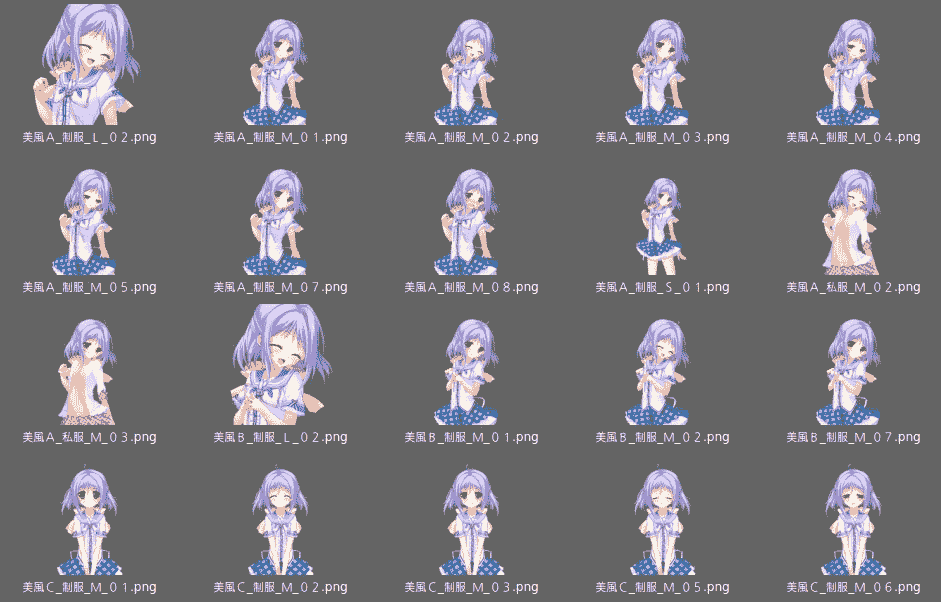 美風A_制服_L_02.png
美風A_制服_M_01.png
美風A_制服_M_02.png
美風A_制服_M_03.png
美風A_制服_M_04.png
美風A_制服_M_05.png
美風A_制服_M_07.png
美風A_制服_M_08.png
美風A_制服_S_01.png
美風A_私服_M_02.png
美風A_私服_M_03.png
美風B_制服_L_02.png
美風B_制服_M_01.png
美風B_制服_M_02.png
美風B_制服_M_07.png
美風C_制服_M_01.png
美風C_制服_M_02.png
美風C_制服_M_03.png
美風C_制服_M_05.png
美風C_制服_M_06.png